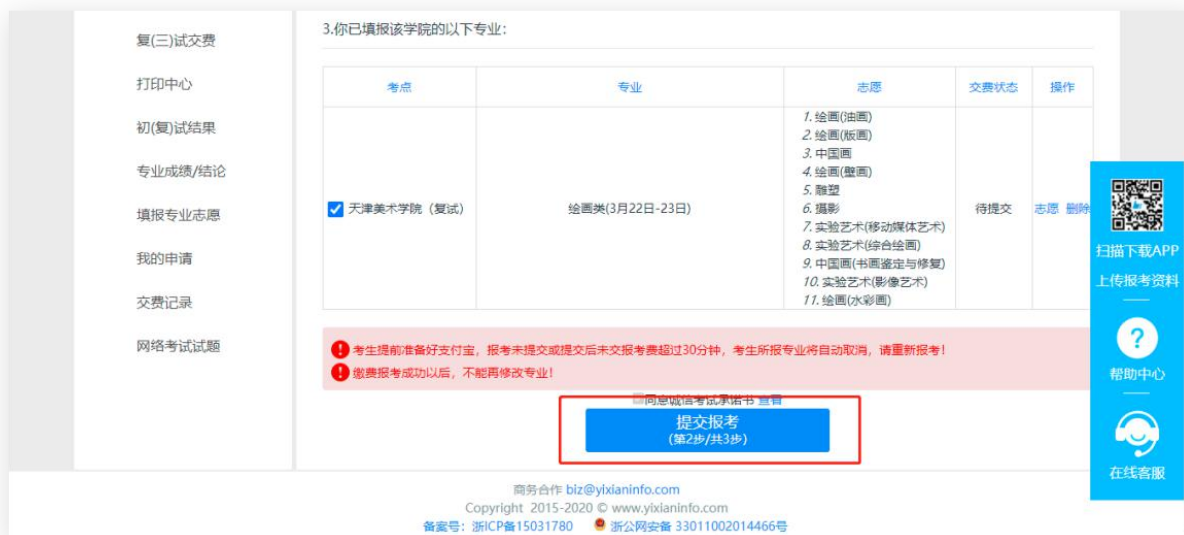 复(三)试交费
打印中心
初(复)试结果
专业成绩/结论
填报专业志愿
我的申请
交费记录
网络考试试题
3.你已填报该学院的以下专业：
考点 专业 志愿 交费状态 操作
天津美术学院（复试） 绘画类(3月22日-23日)
1. 绘画(油画)
2. 绘画(版画)
3. 中国画
4. 绘画(壁画)
5. 雕塑
6. 摄影
7. 实验艺术(移动媒体艺术)
8. 实验艺术(综合绘画)
9. 中国画(书画鉴定与修复)
10. 实验艺术(影像艺术)
11. 绘画(水彩画)
待提交 志愿 删除
考生提前准备好支付宝，报考未提交或提交后未交报考费超过30分钟，考生所报专业将自动取消，请重新报考！
缴费报考成功以后，不能再修改专业！
同意诚信考试承诺书 查看
提交报考
(第2步/共3步)
扫描下载APP
上传报考资料
帮助中心
在线客服
商务合作 biz@yixianinfo.com
Copyright 2015-2020 © www.yixianinfo.com
备案号：浙ICP备15031780 浙公网安备 33011002014466号